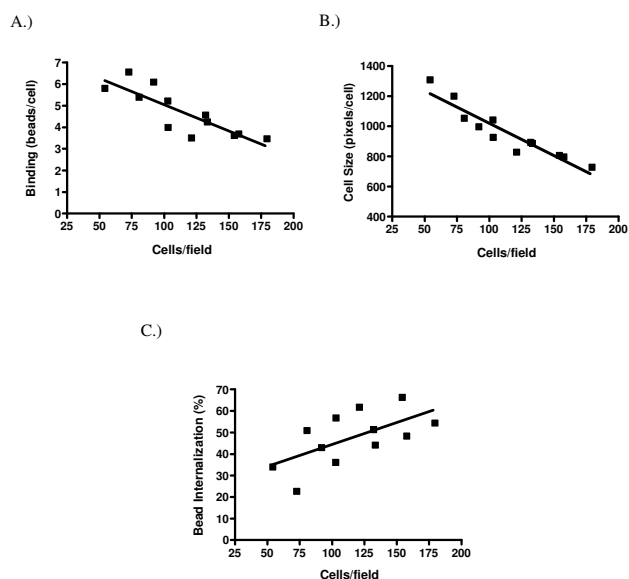 A.)
7
6
5
4
3
2
1
0
25 50 75 100 125 150 175 200
Binding (beads/cell)
Cells/field
B.)
1400
1200
1000
800
600
400
25 50 75 100 125 150 175 200
Cell Size (pixels/cell)
Cells/field
C.)
70
60
50
40
30
20
10
0
25 50 75 100 125 150 175 200
Bead Internalization (%)
Cells/field